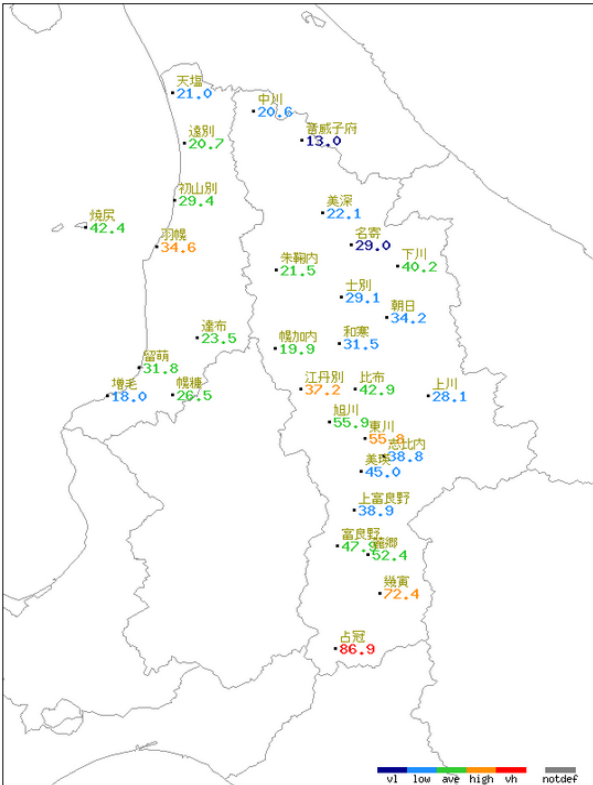 天塩
21.0
中川
20.6
音威子府
13.0
遠別
20.7
初山別
29.4
美深
22.1
焼尻
42.4
羽幌
34.6
名寄
29.0
下川
40.2
朱鞠内
21.5
士別
29.1
朝日
34.2
達布
23.5
幌加内
19.9
和寒
31.5
留萌
31.8
増毛
18.0
幌糠
26.5
江丹別
37.2
比布
42.9
上川
28.1
旭川
55.9
東川
55.8
志比内
38.8
美瑛
45.0
上富良野
38.9
富良野
47.9
麓郷
52.4
幾寅
72.4
占冠
86.9
vl low ave high vh notdef